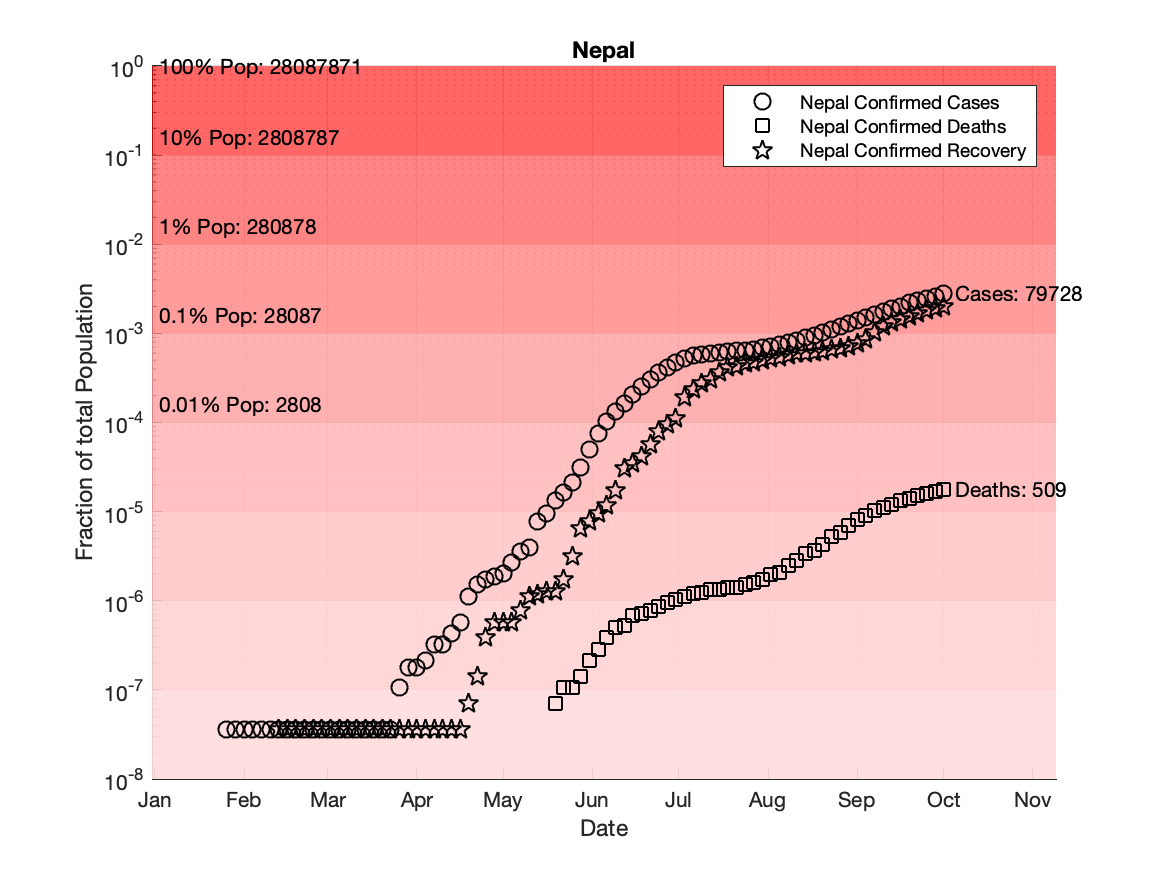 Nepal
10^0
100% Pop: 28087871
Nepal Confirmed Cases
Nepal Confirmed Deaths
Nepal Confirmed Recovery
10% Pop: 2808787
10^-1
1% Pop: 280878
10^-2
Cases: 79728
0.1% Pop: 28087
10^-3
0.01% Pop: 2808
10^-4
Deaths: 509
10^-5
10^-6
10^-7
10^-8
Fraction of total Population
Jan Feb Mar Apr May Jun Jul Aug Sep Oct Nov
Date